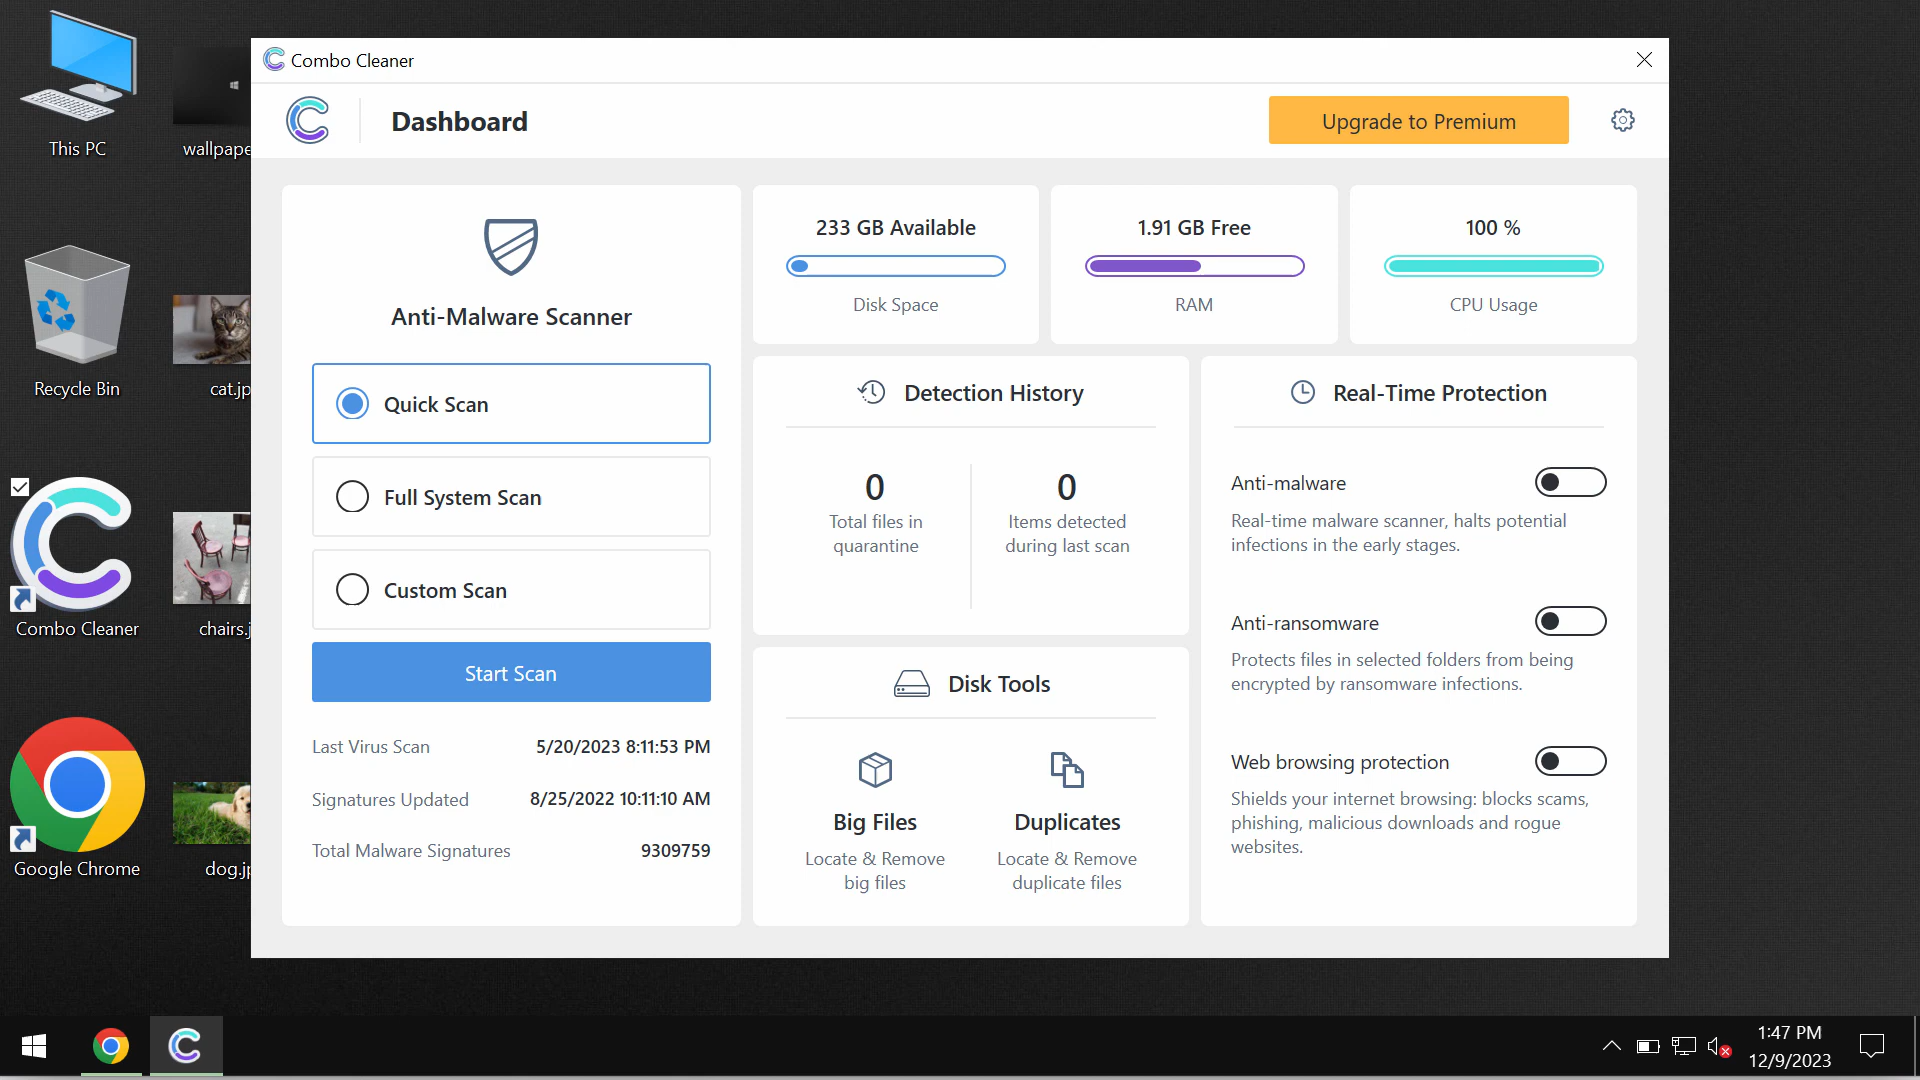 This PC
wallpape
Recycle Bin
cat.jp
Combo Cleaner
chairs.j
Google Chrome
dog.jp
Combo Cleaner
Dashboard
Upgrade to Premium
Anti-Malware Scanner
Quick Scan
Full System Scan
Custom Scan
Start Scan
Last Virus Scan 5/20/2023 8:11:53 PM
Signatures Updated 8/25/2022 10:11:10 AM
Total Malware Signatures 9309759
233 GB Available
Disk Space
1.91 GB Free
RAM
100 %
CPU Usage
Detection History
0
Total files in
quarantine
0
Items detected
during last scan
Disk Tools
Big Files
Locate & Remove
big files
Duplicates
Locate & Remove
duplicate files
Real-Time Protection
Anti-malware
Real-time malware scanner, halts potential
infections in the early stages.
Anti-ransomware
Protects files in selected folders from being
encrypted by ransomware infections.
Web browsing protection
Shields your internet browsing: blocks scams,
phishing, malicious downloads and rogue
websites.
1:47 PM
12/9/2023